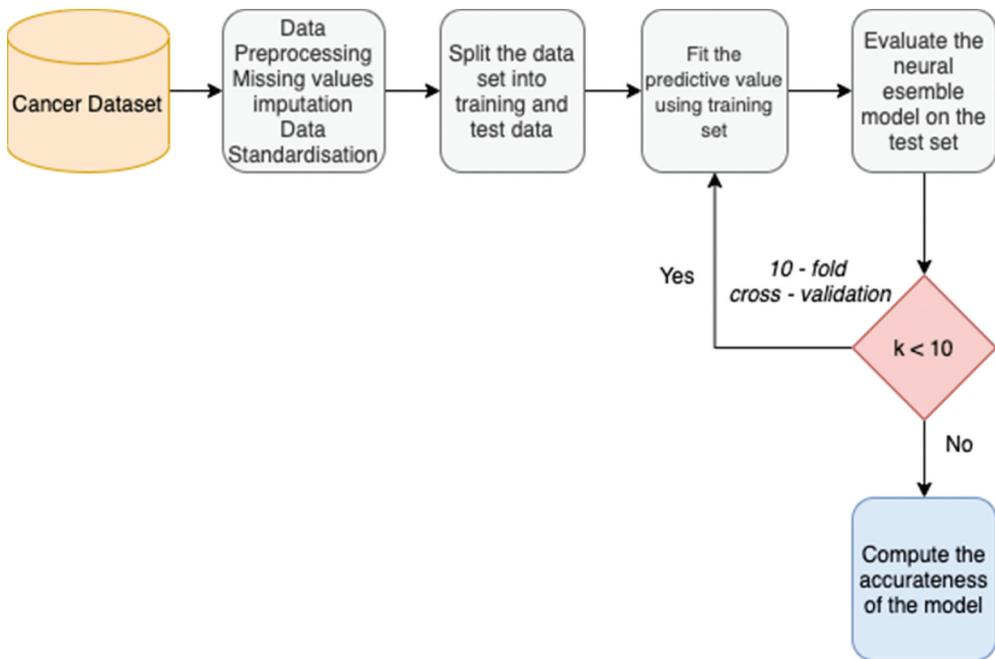 Cancer Dataset
Data
Preprocessing
Missing values
imputation
Data
Standardisation
Split the data
set into
training and
test data
Fit the
predictive value
using training
set
Evaluate the
neural
esemble
model on the
test set
Yes
10 - fold
cross - validation
k < 10
No
Compute the
accurateness
of the model